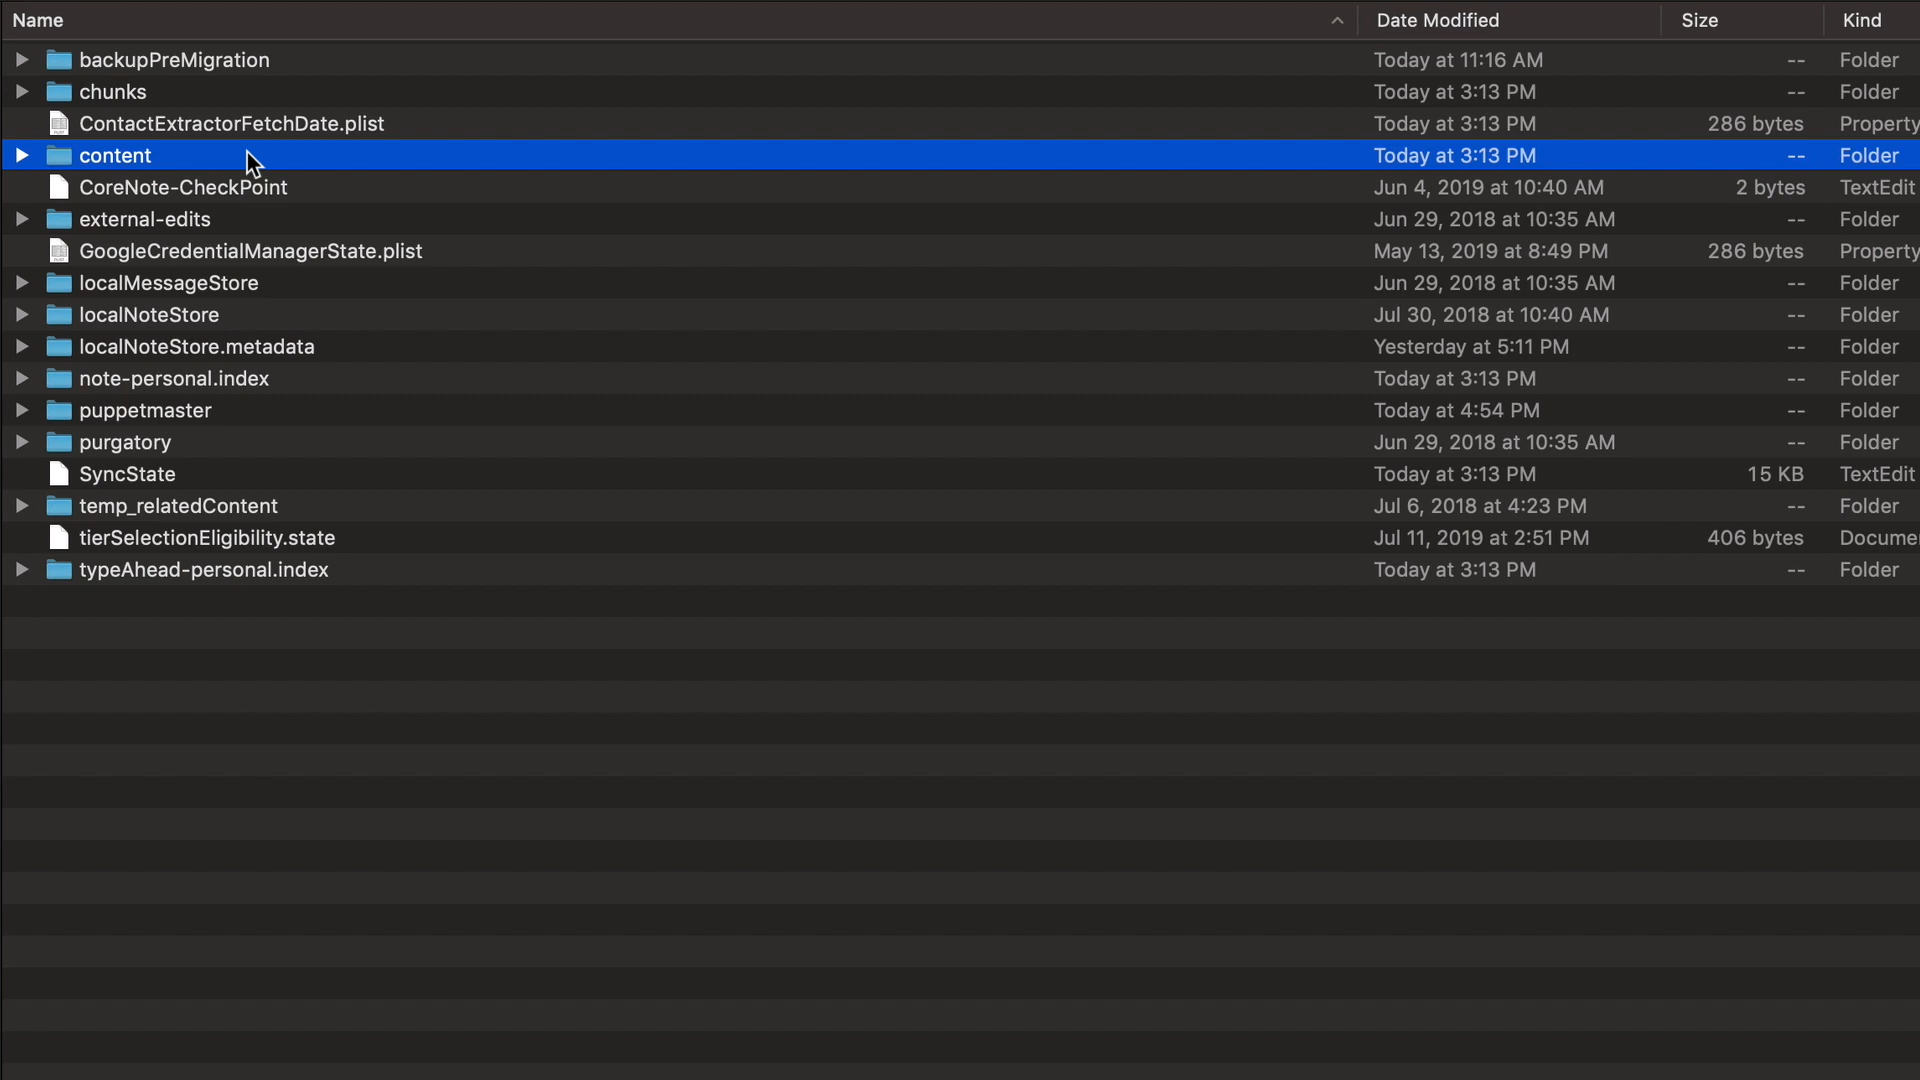 Name Date Modified Size Kind
backupPreMigration Today at 11:16 AM -- Folder
chunks Today at 3:13 PM -- Folder
ContactExtractorFetchDate.plist Today at 3:13 PM 286 bytes Property
content Today at 3:13 PM -- Folder
CoreNote-CheckPoint Jun 4, 2019 at 10:40 AM 2 bytes TextEdit
external-edits Jun 29, 2018 at 10:35 AM -- Folder
GoogleCredentialManagerState.plist May 13, 2019 at 8:49 PM 286 bytes Property
localMessageStore Jun 29, 2018 at 10:35 AM -- Folder
localNoteStore Jul 30, 2018 at 10:40 AM -- Folder
localNoteStore.metadata Yesterday at 5:11 PM -- Folder
note-personal.index Today at 3:13 PM -- Folder
puppetmaster Today at 4:54 PM -- Folder
purgatory Jun 29, 2018 at 10:35 AM -- Folder
SyncState Today at 3:13 PM 15 KB TextEdit
temp_relatedContent Jul 6, 2018 at 4:23 PM -- Folder
tierSelectionEligibility.state Jul 11, 2019 at 2:51 PM 406 bytes Docume
typeAhead-personal.index Today at 3:13 PM -- Folder